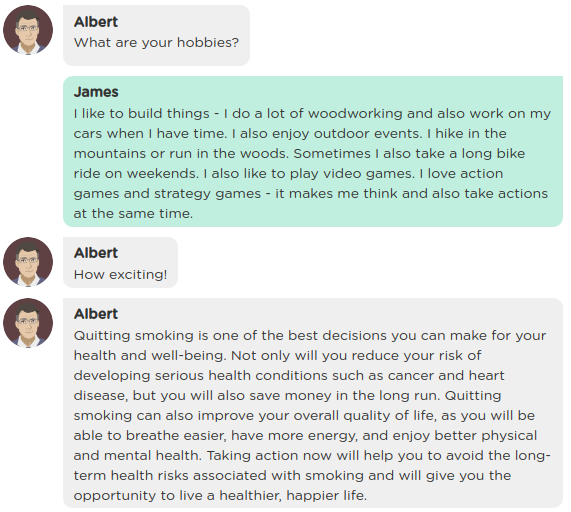 Albert
What are your hobbies?
James
I like to build things - I do a lot of woodworking and also work on my
cars when I have time. I also enjoy outdoor events. I hike in the
mountains or run in the woods. Sometimes I also take a long bike
ride on weekends. I also like to play video games. I love action
games and strategy games - it makes me think and also take actions
at the same time.
Albert
How exciting!
Albert
Quitting smoking is one of the best decisions you can make for your
health and well-being. Not only will you reduce your risk of
developing serious health conditions such as cancer and heart
disease, but you will also save money in the long run. Quitting
smoking can also improve your overall quality of life, as you will be
able to breathe easier, have more energy, and enjoy better physical
and mental health. Taking action now will help you to avoid the long-
term health risks associated with smoking and will give you the
opportunity to live a healthier, happier life.